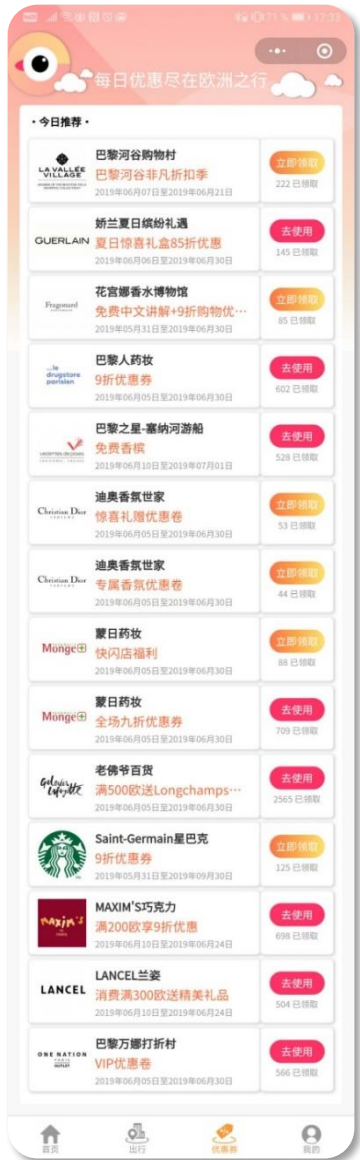 71% 17:33
每日优惠尽在欧洲之行
·今日推荐·
LA VALLÉE
VILLAGE
巴黎河谷购物村
巴黎河谷非凡折扣季
2019年06月07日至2019年06月21日
立即领取
222 已领取
GUERLAIN
娇兰夏日缤纷礼遇
夏日惊喜礼盒85折优惠
2019年06月06日至2019年06月30日
去使用
145 已领取
Fragonard
花宫娜香水博物馆
免费中文讲解+9折购物优…
2019年05月31日至2019年06月30日
立即领取
85 已领取
...le
drugstore
parisien
巴黎人药妆
9折优惠券
2019年06月05日至2019年06月30日
去使用
602 已领取
巴黎之星-塞纳河游船
免费香槟
2019年06月10日至2019年07月01日
去使用
528 已领取
Christian Dior
迪奥香氛世家
惊喜礼赠优惠卷
2019年06月05日至2019年06月30日
立即领取
53 已领取
Christian Dior
迪奥香氛世家
专属香氛优惠卷
2019年06月05日至2019年06月30日
立即领取
44 已领取
Monge
蒙日药妆
快闪店福利
2019年06月05日至2019年06月30日
立即领取
88 已领取
Monge
蒙日药妆
全场九折优惠券
2019年06月05日至2019年06月30日
去使用
709 已领取
Galeries
Lafayette
老佛爷百货
满500欧送Longchamps…
2019年06月05日至2019年06月30日
去使用
2565 已领取
Saint-Germain星巴克
9折优惠券
2019年05月31日至2019年09月30日
立即领取
125 已领取
MAXIM'S
MAXIM'S巧克力
满200欧享9折优惠
2019年06月10日至2019年06月24日
去使用
698 已领取
LANCEL
LANCEL兰姿
消费满300欧送精美礼品
2019年06月10日至2019年06月24日
去使用
504 已领取
ONE NATION
PARIS
OUTLET
巴黎万娜打折村
VIP优惠卷
2019年06月05日至2019年06月30日
去使用
566 已领取
首页
出行
优惠券
我的